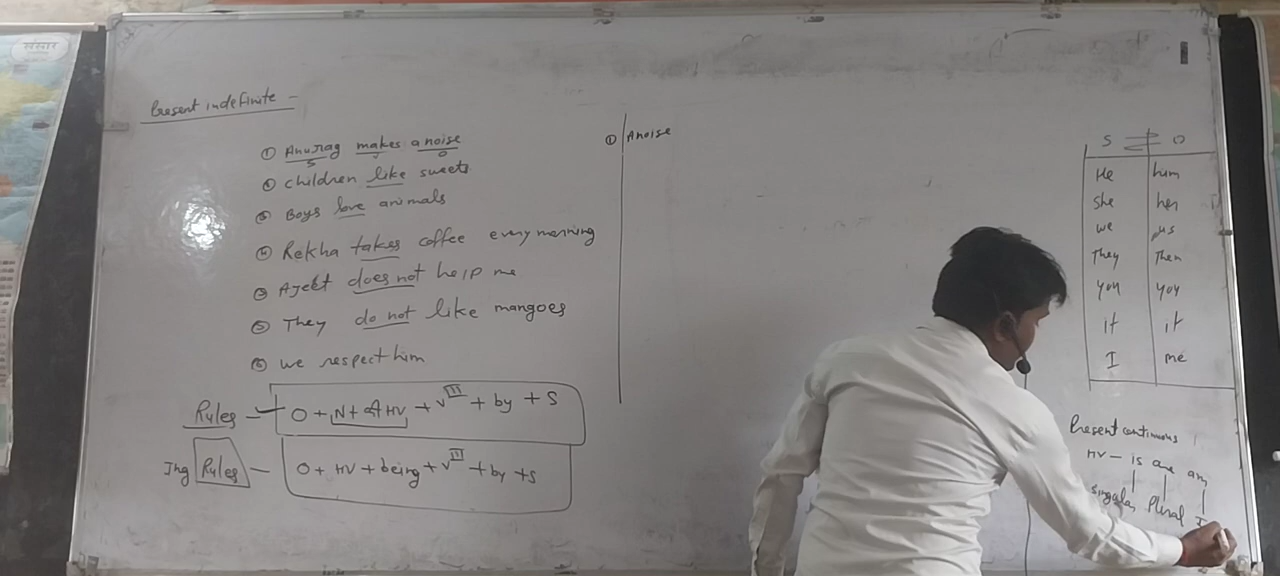 संसार
Present indefinite -
① Anurag makes a noise
S O
② children like sweets
③ Boys love animals
④ Rekha takes coffee every morning
⑤ Ajeet does not help me
They do not like mangoes
we respect him
Rules - O + N + HV + V III + by + S
Ing Rules - O + HV + being + V III + by + S
① A noise
S O
He him
She her
we us
They Them
you you
it it
I me
Present continuous
HV - is are am
singular Plural I